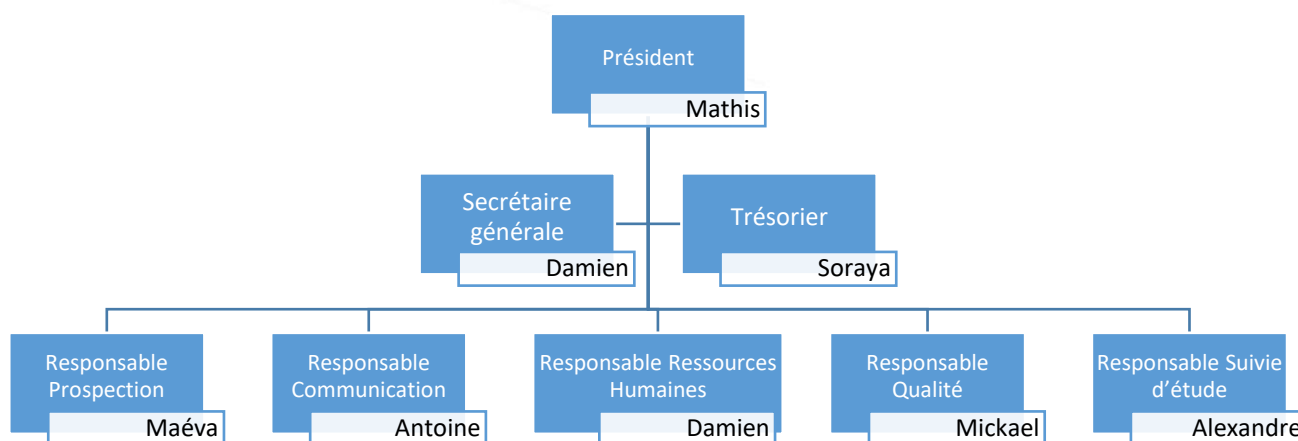 Président
Mathis
Secrétaire
générale
Damien
Trésorier
Soraya
Responsable
Prospection
Maéva
Responsable
Communication
Antoine
Responsable Ressources
Humaines
Damien
Responsable
Qualité
Mickael
Responsable Suivie
d’étude
Alexandre